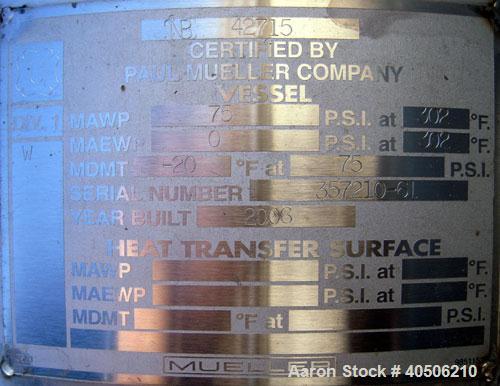 NB 42715
CERTIFIED BY
PAUL MUELLER COMPANY
VESSEL
DIV. 1 MAWP 75 P.S.I. at 302 °F.
W MAEWP 0 P.S.I. at 302 °F.
MDMT -20 °F at 75 P.S.I.
SERIAL NUMBER 357210-61
YEAR BUILT 2006
HEAT TRANSFER SURFACE
MAWP P.S.I. at °F.
MAEWP P.S.I. at °F.
MDMT °F at P.S.I.
MUELLER
Aaron Stock # 40506210